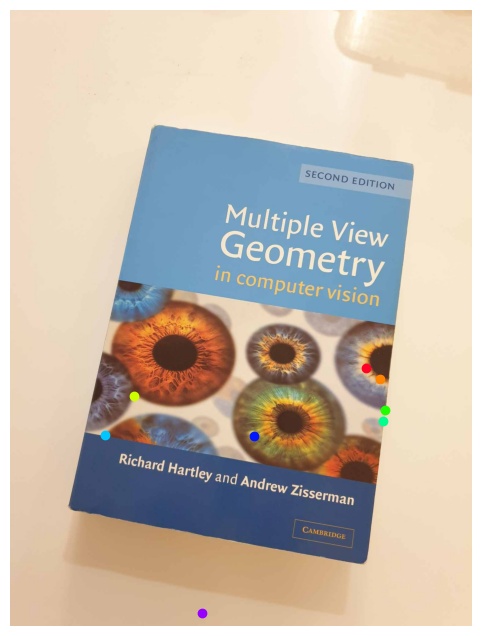 SECOND EDITION
Multiple View
Geometry
in computer vision
Richard Hartley and Andrew Zisserman
CAMBRIDGE